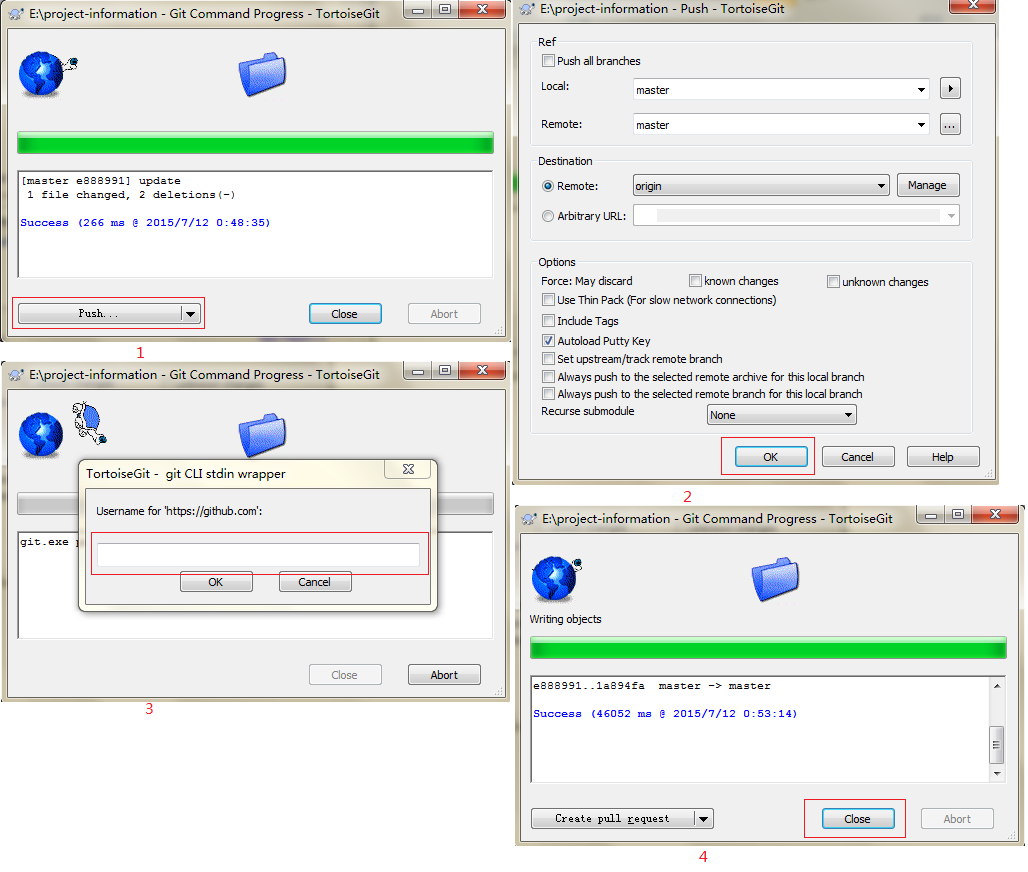 E:\project-information - Git Command Progress - TortoiseGit
[master e888991] update
1 file changed, 2 deletions(-)
Success (266 ms @ 2015/7/12 0:48:35)
Push...
Close
Abort
1
E:\project-information - Push - TortoiseGit
Ref
Push all branches
Local:
master
Remote:
master
...
Destination
Remote:
origin
Manage
Arbitrary URL:
Options
Force: May discard
known changes
unknown changes
Use Thin Pack (For slow network connections)
Include Tags
Autoload Putty Key
Set upstream/track remote branch
Always push to the selected remote archive for this local branch
Always push to the selected remote branch for this local branch
Recurse submodule
None
OK
Cancel
Help
2
E:\project-information - Git Command Progress - TortoiseGit
TortoiseGit - git CLI stdin wrapper
Username for 'https://github.com':
git.exe
OK
Cancel
Close
Abort
3
E:\project-information - Git Command Progress - TortoiseGit
Writing objects
e888991..1a894fa master -> master
Success (46052 ms @ 2015/7/12 0:53:14)
Create pull request
Close
Abort
4